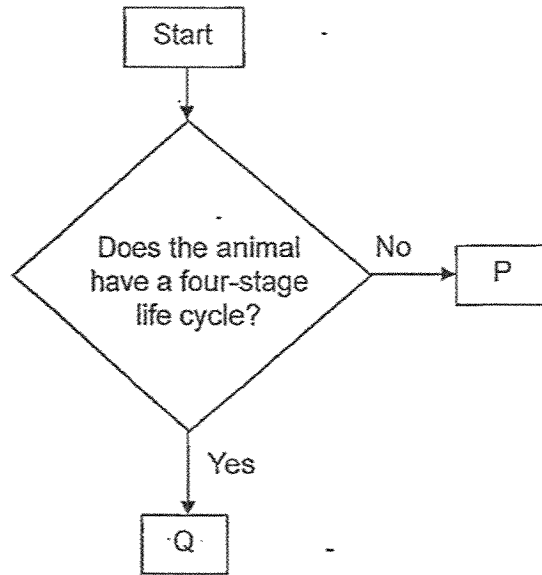 Start
Does the animal
have a four-stage
life cycle?
No
P
Yes
Q